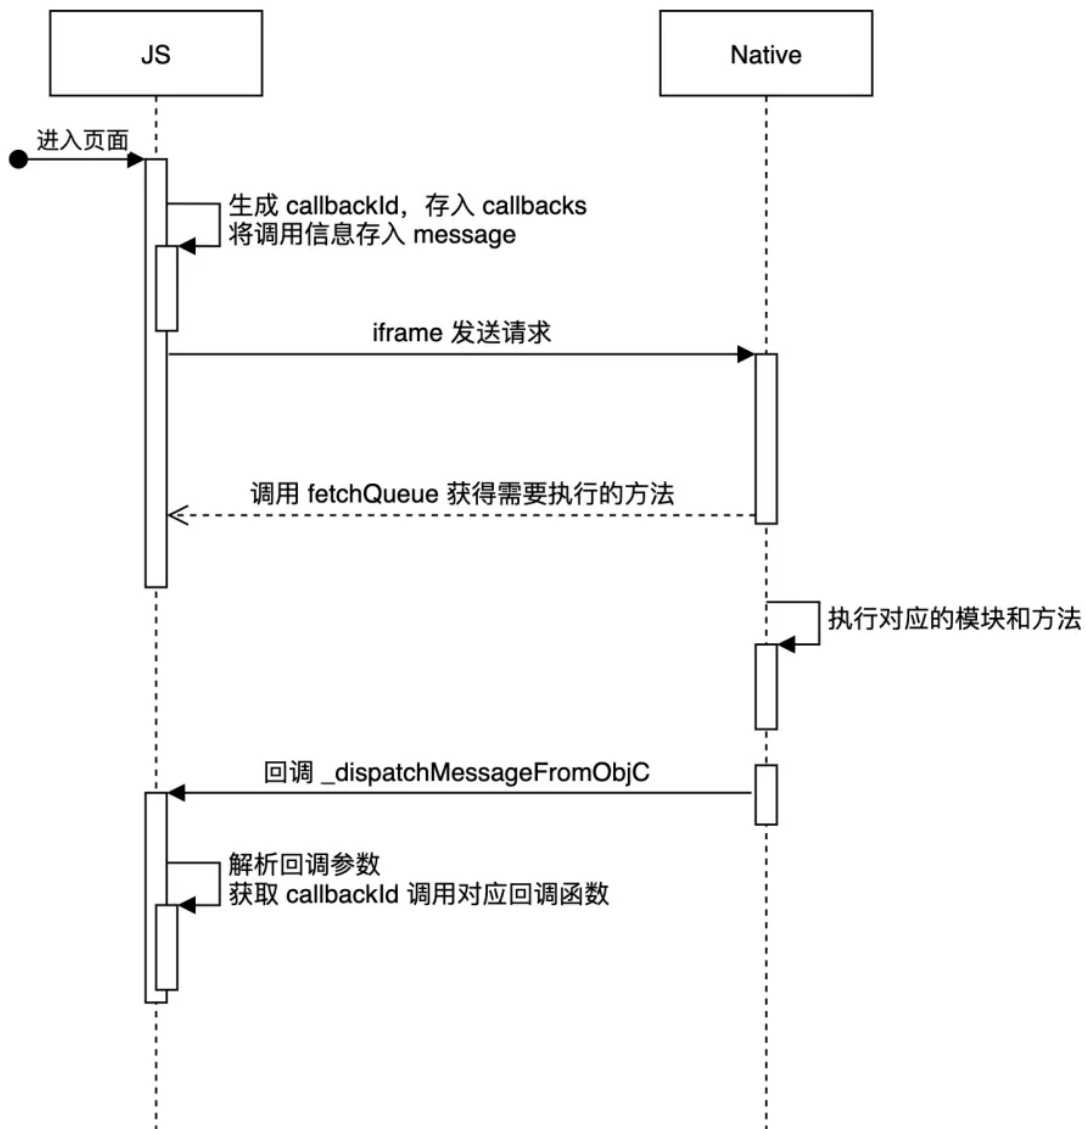 JS
Native
进入页面
生成 callbackId，存入 callbacks
将调用信息存入 message
iframe 发送请求
调用 fetchQueue 获得需要执行的方法
执行对应的模块和方法
回调 _dispatchMessageFromObjC
解析回调参数
获取 callbackId 调用对应回调函数